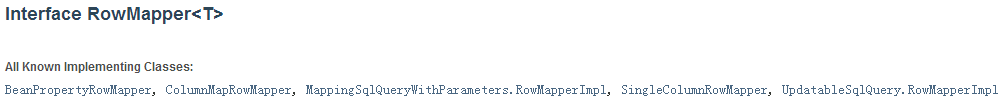 Interface RowMapper<T>
All Known Implementing Classes:
BeanPropertyRowMapper, ColumnMapRowMapper, MappingSqlQueryWithParameters.RowMapperImpl, SingleColumnRowMapper, UpdatableSqlQuery.RowMapperImpl